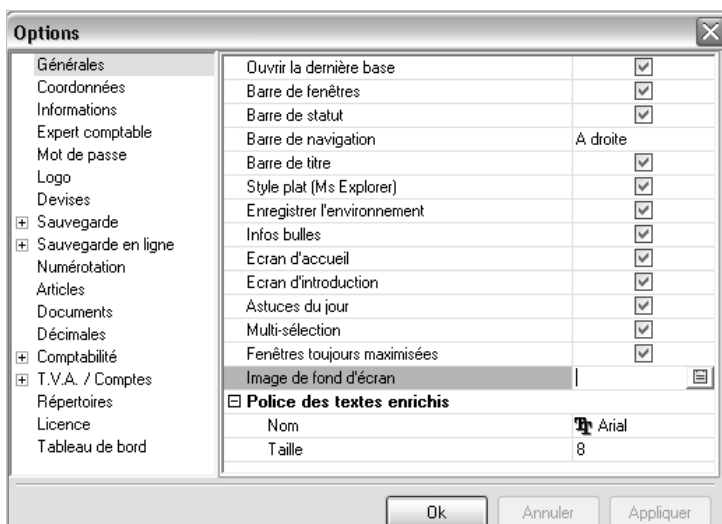 Options
Générales
Coordonnées
Informations
Expert comptable
Mot de passe
Logo
Devises
Sauvegarde
Sauvegarde en ligne
Numérotation
Articles
Documents
Décimales
Comptabilité
T.V.A. / Comptes
Répertoires
Licence
Tableau de bord
Ouvrir la dernière base
Barre de fenêtres
Barre de statut
Barre de navigation A droite
Barre de titre
Style plat (Ms Explorer)
Enregistrer l'environnement
Infos bulles
Ecran d'accueil
Ecran d'introduction
Astuces du jour
Multi-sélection
Fenêtres toujours maximisées
Image de fond d'écran
Police des textes enrichis
Nom Arial
Taille 8
Ok Annuler Appliquer